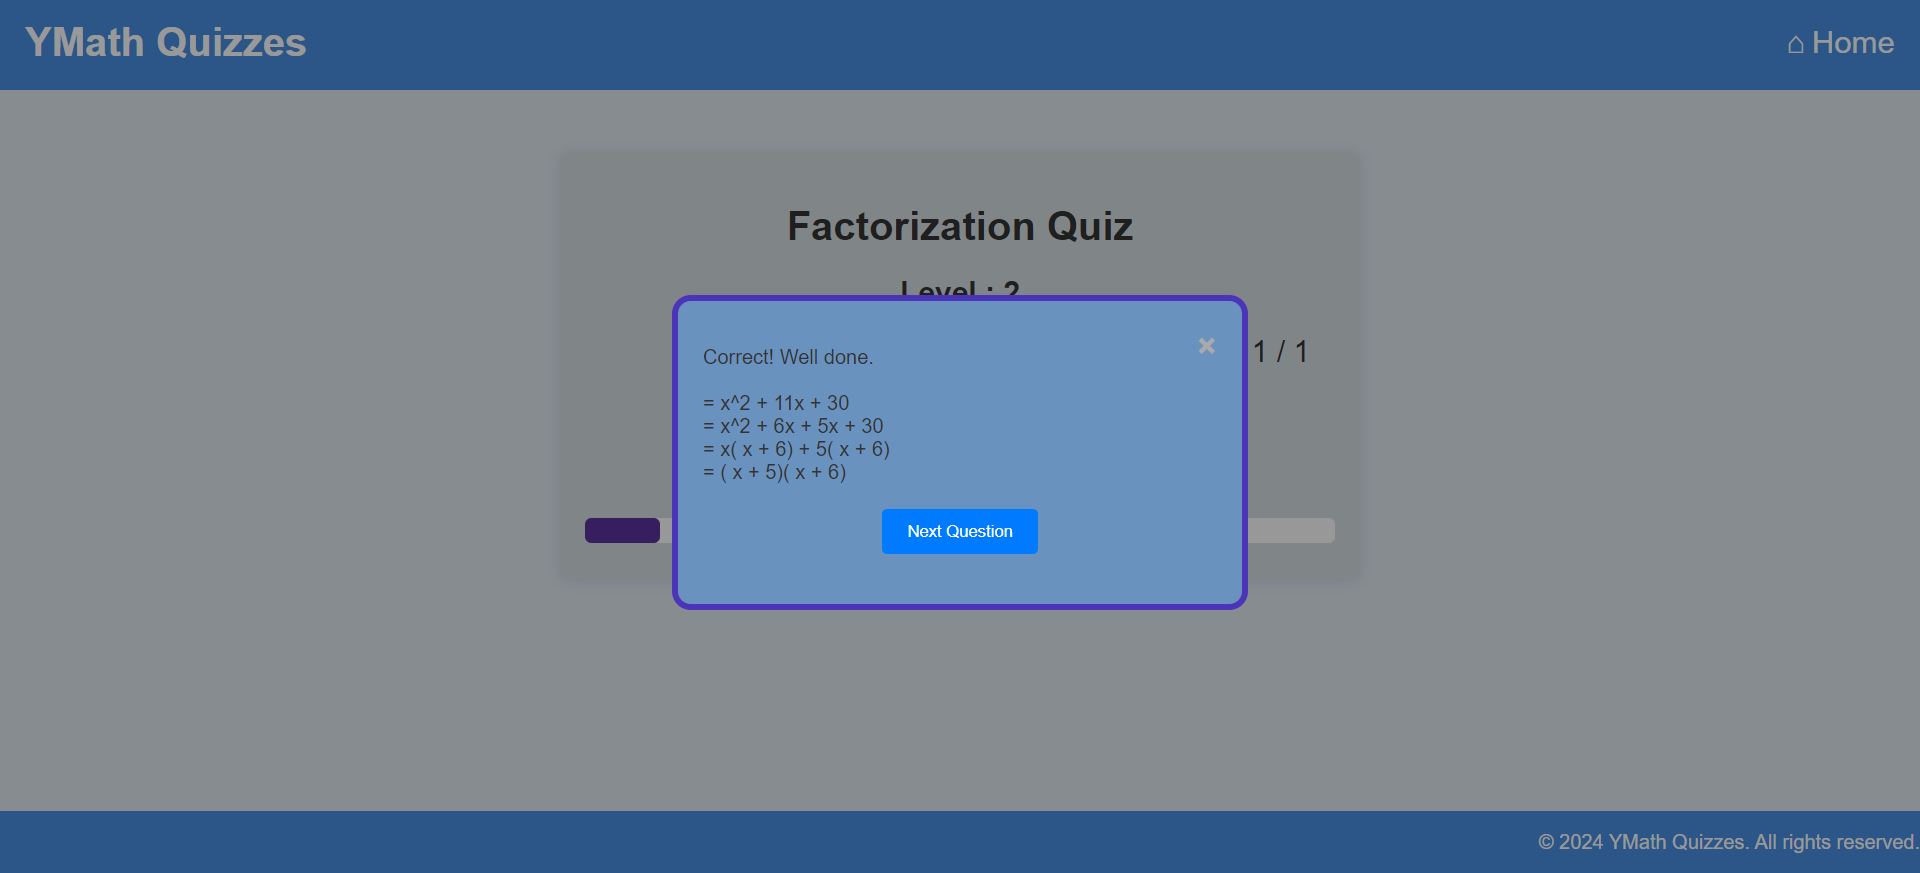 YMath Quizzes
⌂ Home
Factorization Quiz
Level : 2
1 / 1
×
Correct! Well done.
= x^2 + 11x + 30
= x^2 + 6x + 5x + 30
= x( x + 6) + 5( x + 6)
= ( x + 5)( x + 6)
Next Question
© 2024 YMath Quizzes. All rights reserved.